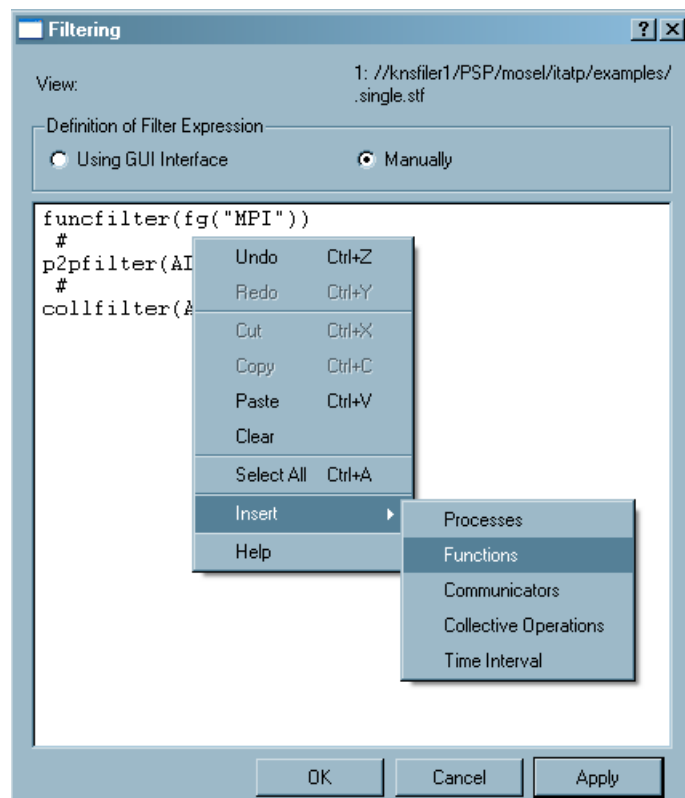 Filtering
View:
1: //knsfiler1/PSP/mosel/itatp/examples/
.single.stf
Definition of Filter Expression
Using GUI Interface
Manually
funcfilter(fg("MPI"))
#
p2pfilter(
#
collfilter(
Undo Ctrl+Z
Redo Ctrl+Y
Cut Ctrl+X
Copy Ctrl+C
Paste Ctrl+V
Clear
Select All Ctrl+A
Insert
Help
Processes
Functions
Communicators
Collective Operations
Time Interval
OK
Cancel
Apply